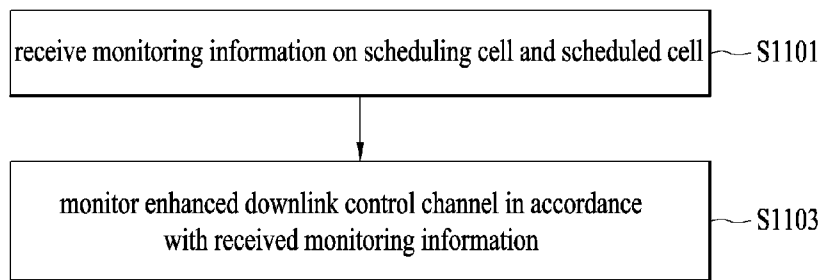 receive monitoring information on scheduling cell and scheduled cell
S1101
monitor enhanced downlink control channel in accordance
with received monitoring information
S1103